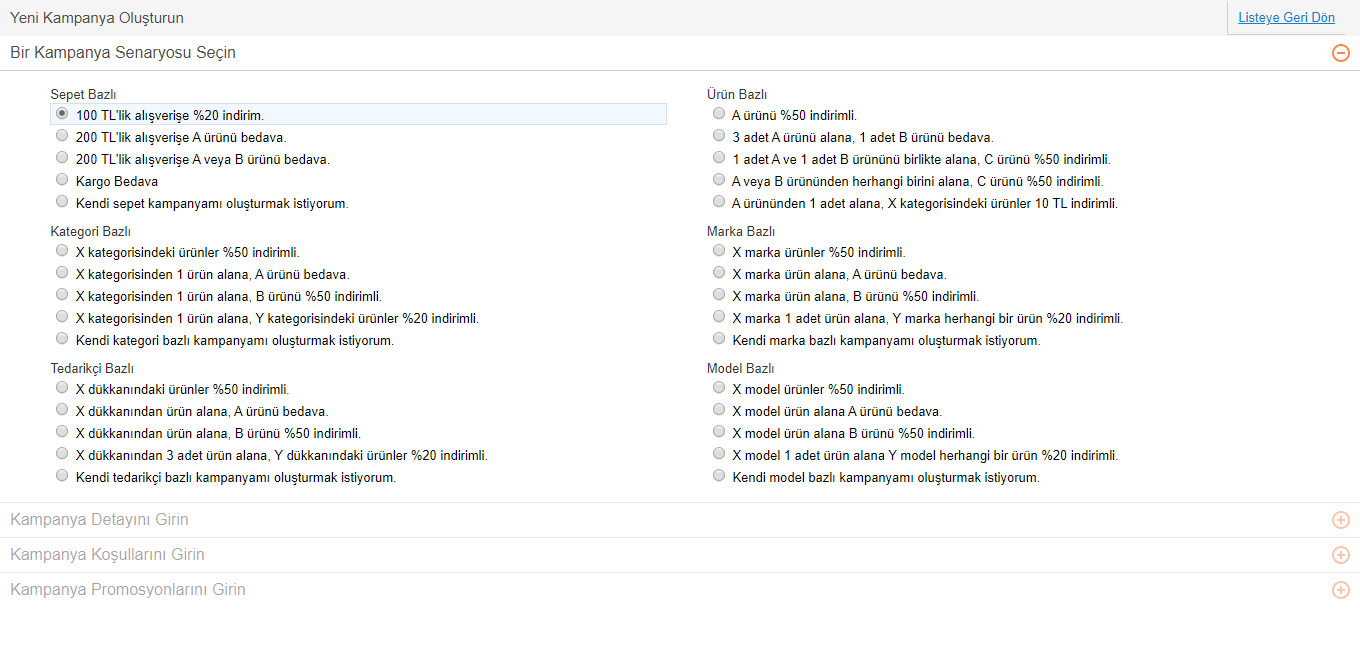 Yeni Kampanya Oluşturun
Listeye Geri Dön
Bir Kampanya Senaryosu Seçin
Sepet Bazlı
100 TL'lik alışverişe %20 indirim.
200 TL'lik alışverişe A ürünü bedava.
200 TL'lik alışverişe A veya B ürünü bedava.
Kargo Bedava
Kendi sepet kampanyamı oluşturmak istiyorum.
Ürün Bazlı
A ürünü %50 indirimli.
3 adet A ürünü alana, 1 adet B ürünü bedava.
1 adet A ve 1 adet B ürününü birlikte alana, C ürünü %50 indirimli.
A veya B ürününden herhangi birini alana, C ürünü %50 indirimli.
A ürününden 1 adet alana, X kategorisindeki ürünler 10 TL indirimli.
Kategori Bazlı
X kategorisindeki ürünler %50 indirimli.
X kategorisinden 1 ürün alana, A ürünü bedava.
X kategorisinden 1 ürün alana, B ürünü %50 indirimli.
X kategorisinden 1 ürün alana, Y kategorisindeki ürünler %20 indirimli.
Kendi kategori bazlı kampanyamı oluşturmak istiyorum.
Marka Bazlı
X marka ürünler %50 indirimli.
X marka ürün alana, A ürünü bedava.
X marka ürün alana, B ürünü %50 indirimli.
X marka 1 adet ürün alana, Y marka herhangi bir ürün %20 indirimli.
Kendi marka bazlı kampanyamı oluşturmak istiyorum.
Tedarikçi Bazlı
X dükkanındaki ürünler %50 indirimli.
X dükkanından ürün alana, A ürünü bedava.
X dükkanından ürün alana, B ürünü %50 indirimli.
X dükkanından 3 adet ürün alana, Y dükkanındaki ürünler %20 indirimli.
Kendi tedarikçi bazlı kampanyamı oluşturmak istiyorum.
Model Bazlı
X model ürünler %50 indirimli.
X model ürün alana A ürünü bedava.
X model ürün alana B ürünü %50 indirimli.
X model 1 adet ürün alana Y model herhangi bir ürün %20 indirimli.
Kendi model bazlı kampanyamı oluşturmak istiyorum.
Kampanya Detayını Girin
Kampanya Koşullarını Girin
Kampanya Promosyonlarını Girin